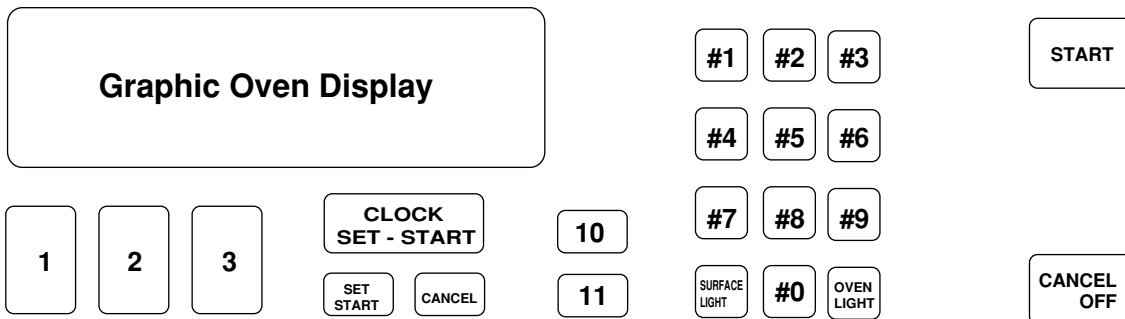 Graphic Oven Display
#1 #2 #3
START
#4 #5 #6
#7 #8 #9
1 2 3
CLOCK
SET - START
10
SET
START
CANCEL
11
SURFACE
LIGHT
#0
OVEN
LIGHT
CANCEL
OFF